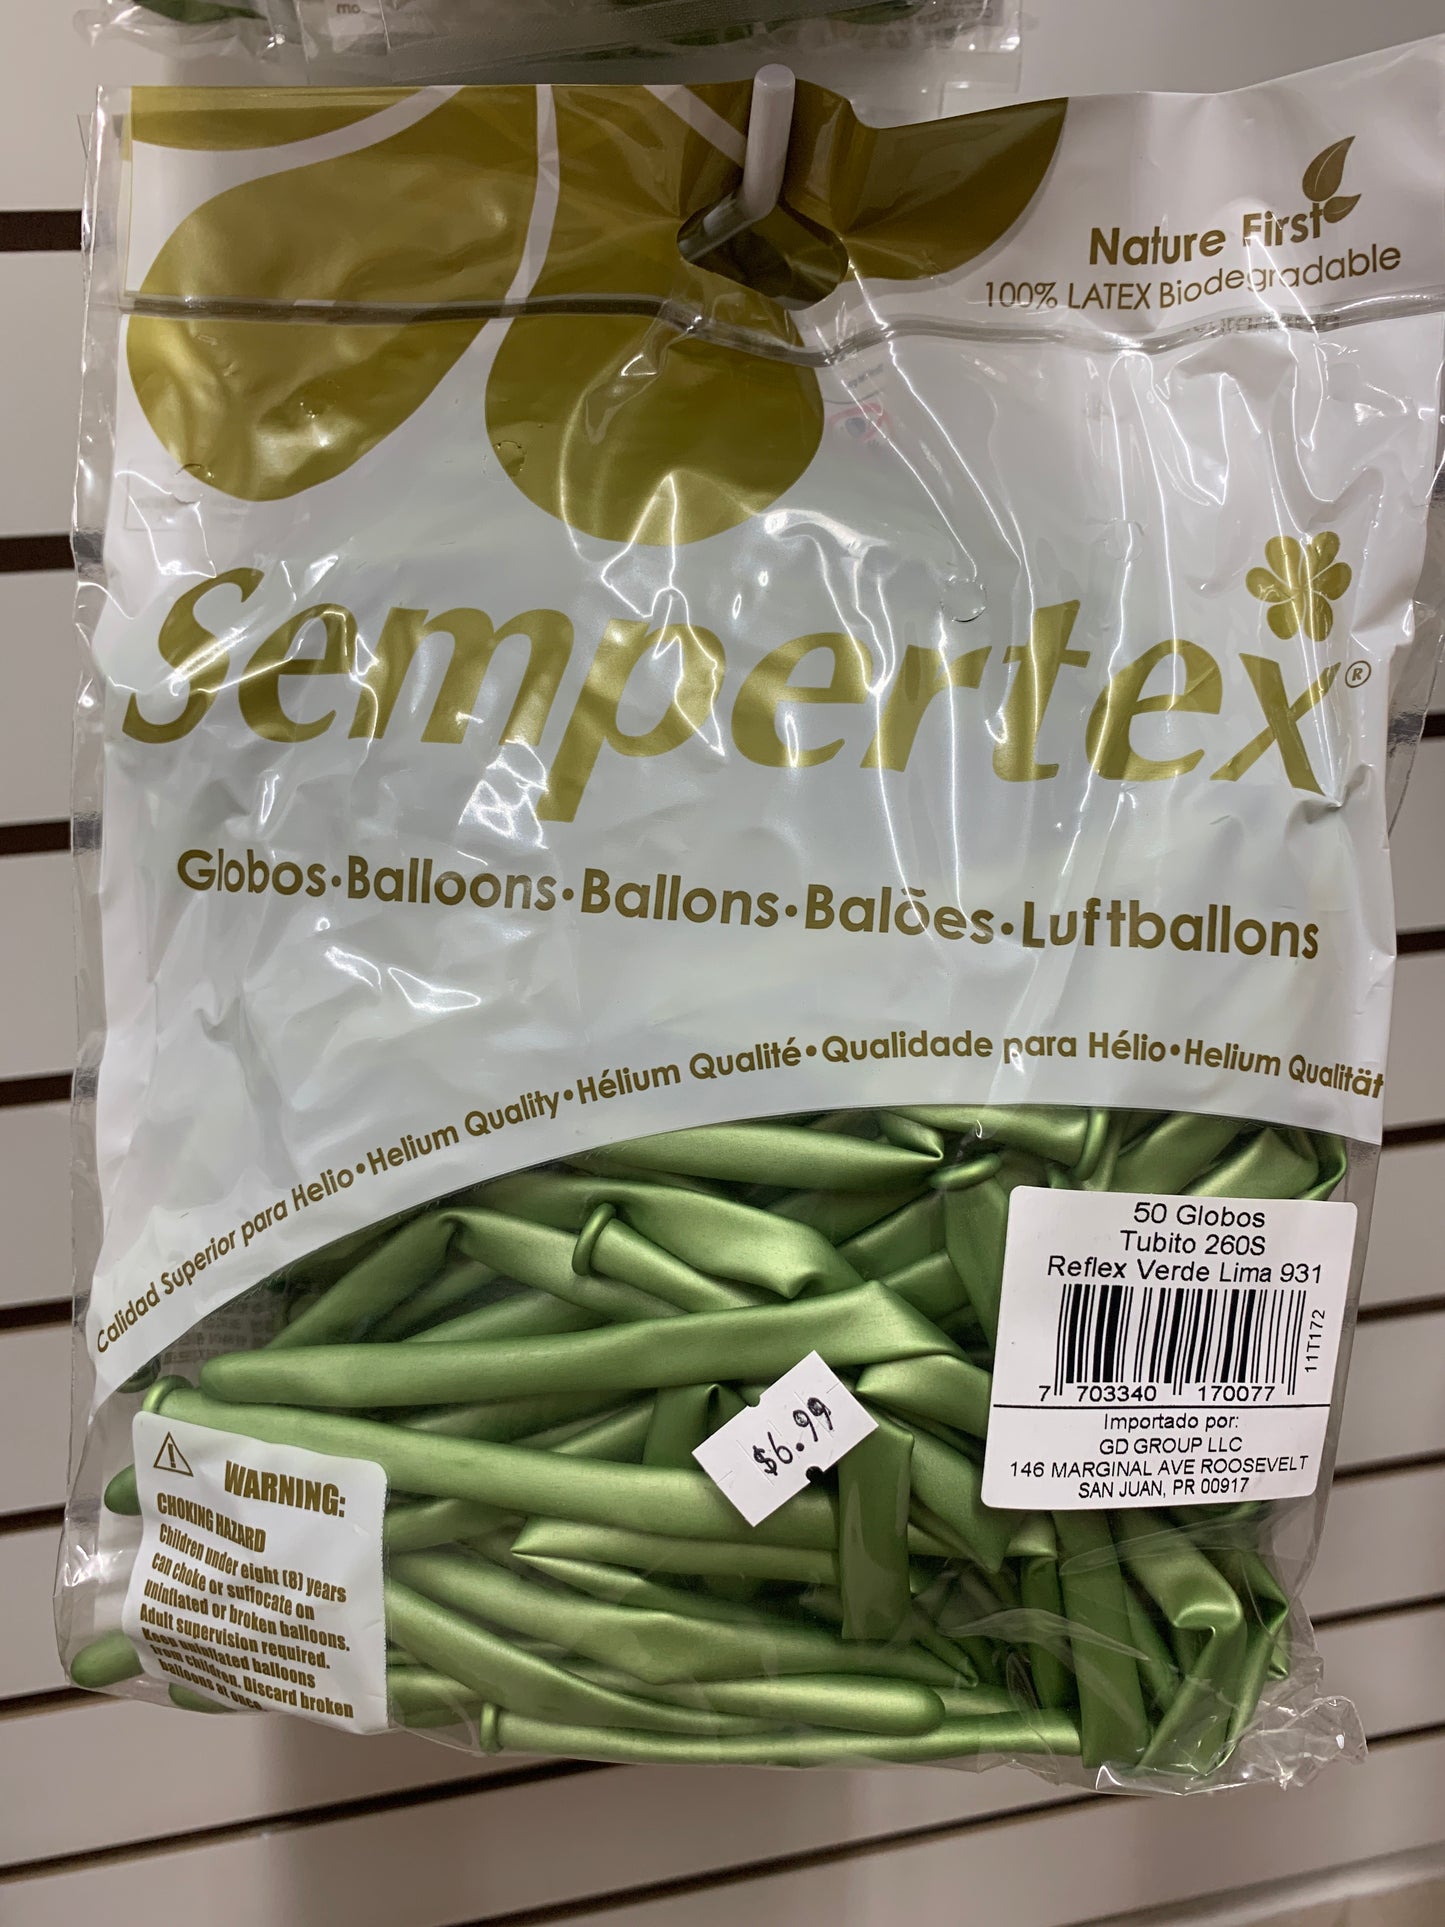 Nature First
100% LATEX Biodegradable
Sempertex®
Globos·Balloons·Ballons·Balões·Luftballons
Calidad Superior para Helio•Helium Quality•Hélium Qualité•Qualidade para Hélio•Helium Qualität
50 Globos
Tubito 260S
Reflex Verde Lima 931
11T172
7 703340 170077
Importado por:
GD GROUP LLC
146 MARGINAL AVE ROOSEVELT
SAN JUAN, PR 00917
$6.99
WARNING:
CHOKING HAZARD
Children under eight (8) years
can choke or suffocate on
uninflated or broken balloons.
Adult supervision required.
Keep uninflated balloons
from children. Discard broken
balloons at once.